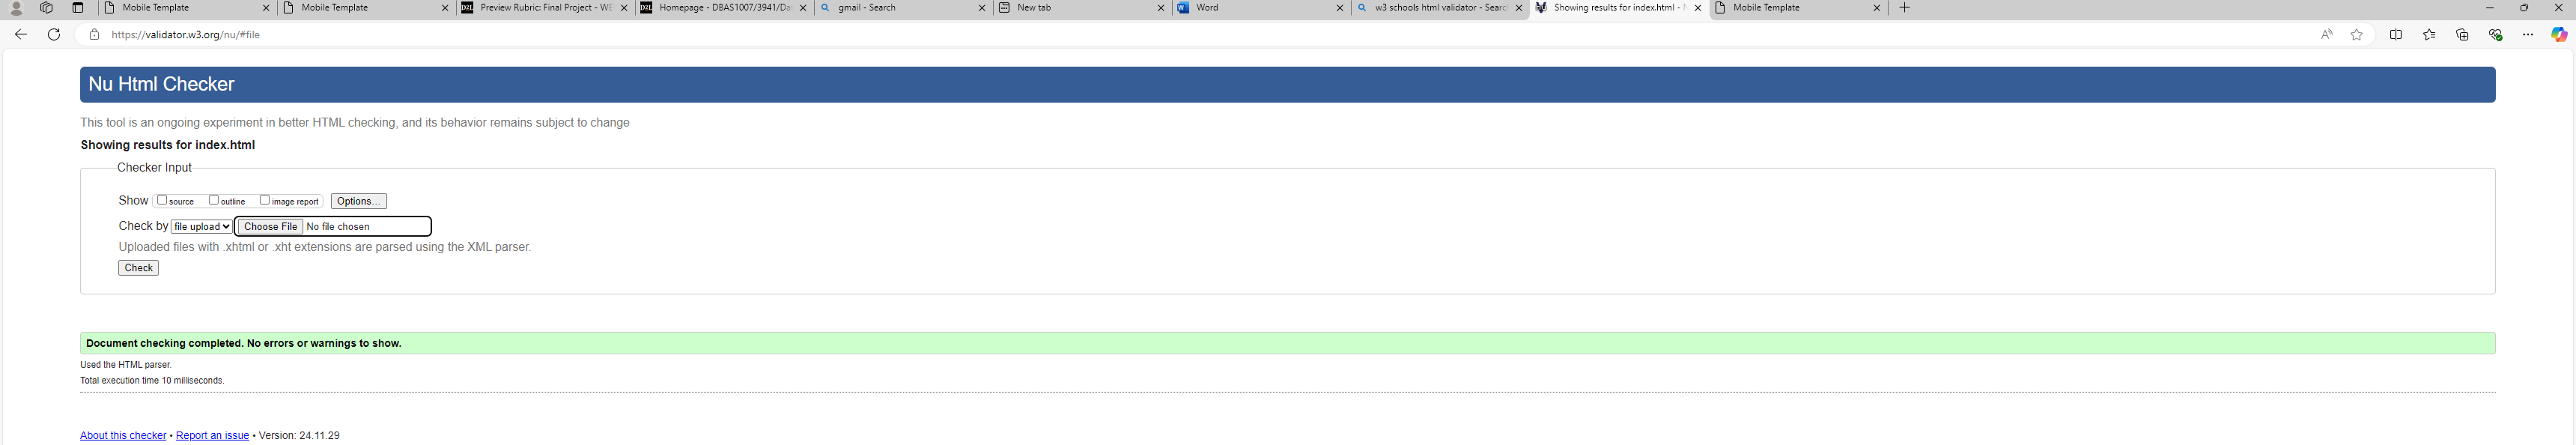 Mobile Template
Mobile Template
Preview Rubric: Final Project - WE
Homepage - DBAS1007/3941/Dat
gmail - Search
New tab
Word
w3 schools html validator - Search
Showing results for index.html - N
Mobile Template
https://validator.w3.org/nu/#file
Nu Html Checker
This tool is an ongoing experiment in better HTML checking, and its behavior remains subject to change
Showing results for index.html
Checker Input
Show source outline image report Options...
Check by file upload Choose File No file chosen
Uploaded files with .xhtml or .xht extensions are parsed using the XML parser.
Check
Document checking completed. No errors or warnings to show.
Used the HTML parser.
Total execution time 10 milliseconds.
About this checker • Report an issue • Version: 24.11.29